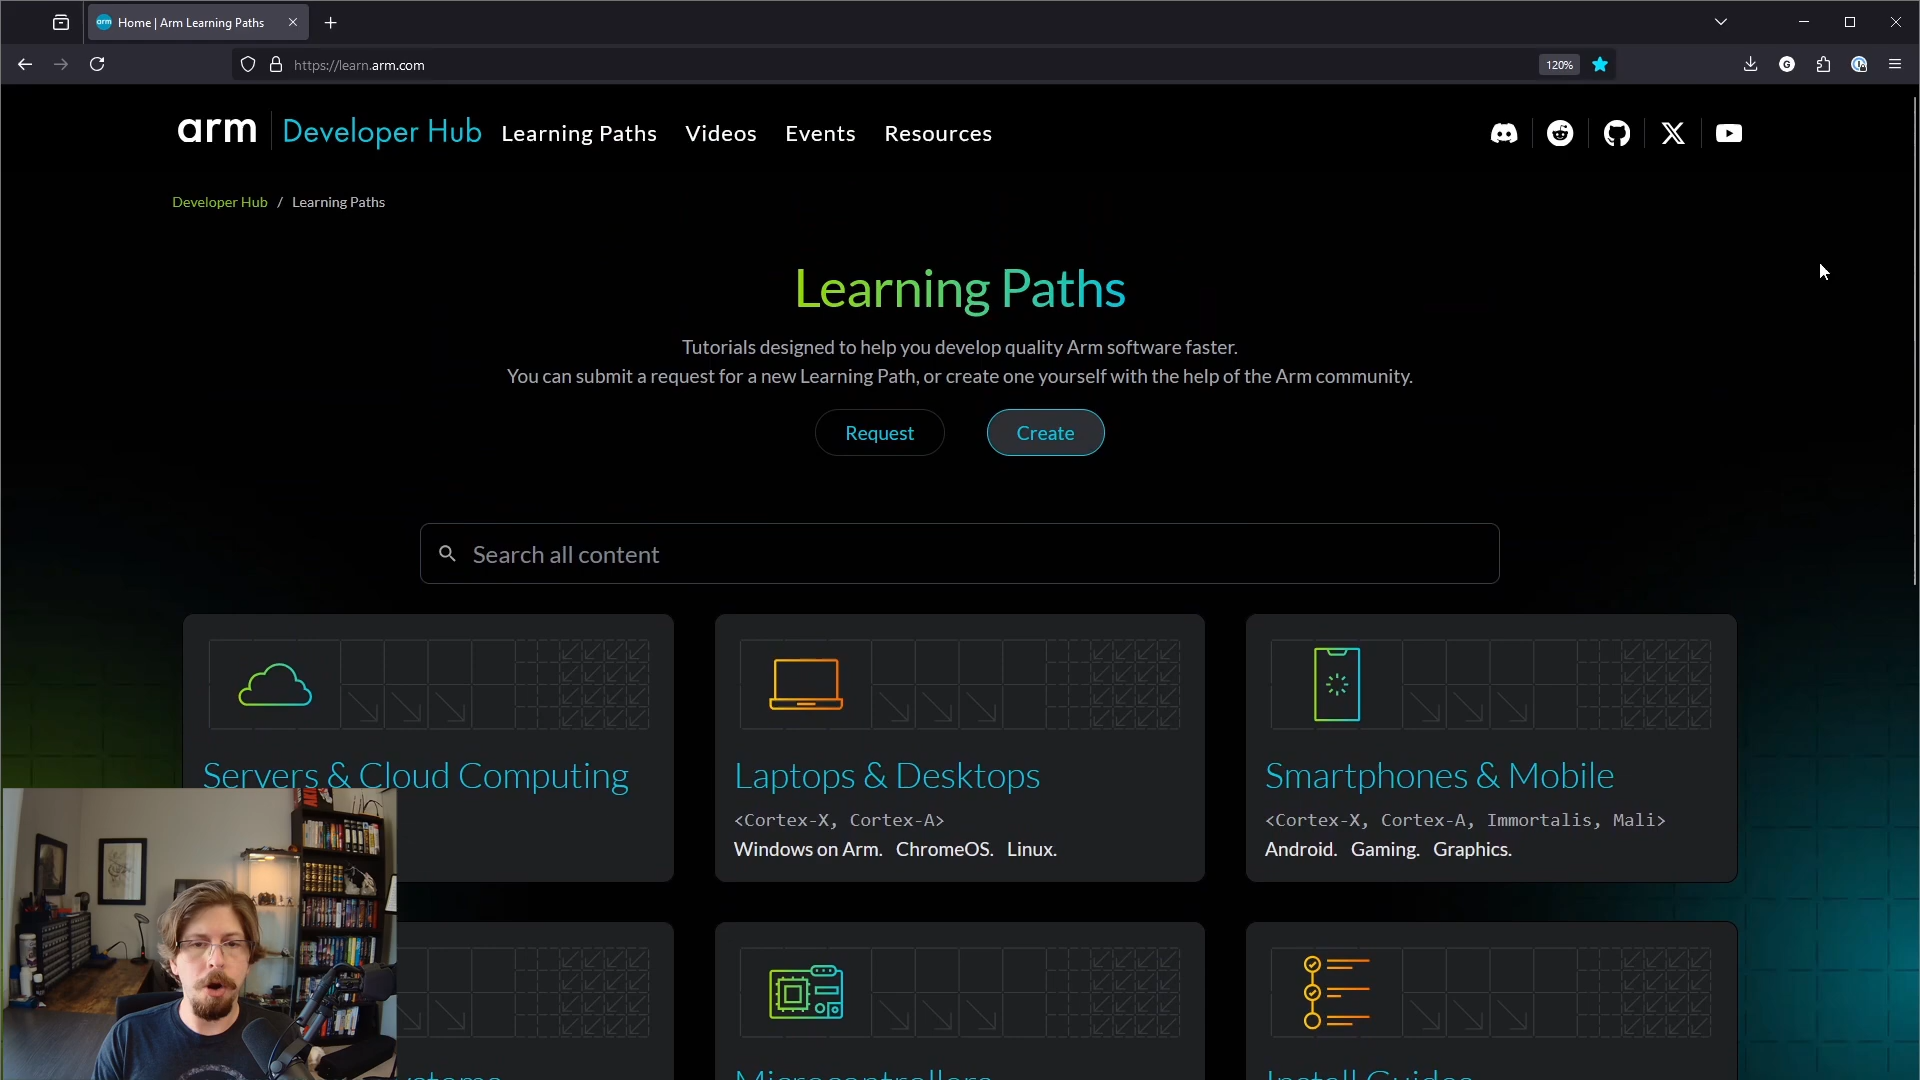 Home | Arm Learning Paths
https://learn.arm.com
120%
G
arm Developer Hub Learning Paths Videos Events Resources
Developer Hub / Learning Paths
Learning Paths
Tutorials designed to help you develop quality Arm software faster.
You can submit a request for a new Learning Path, or create one yourself with the help of the Arm community.
Request Create
Search all content
Servers & Cloud Computing
Laptops & Desktops
<Cortex-X, Cortex-A>
Windows on Arm. ChromeOS. Linux.
Smartphones & Mobile
<Cortex-X, Cortex-A, Immortalis, Mali>
Android. Gaming. Graphics.
Microcontrollers
Install Guides